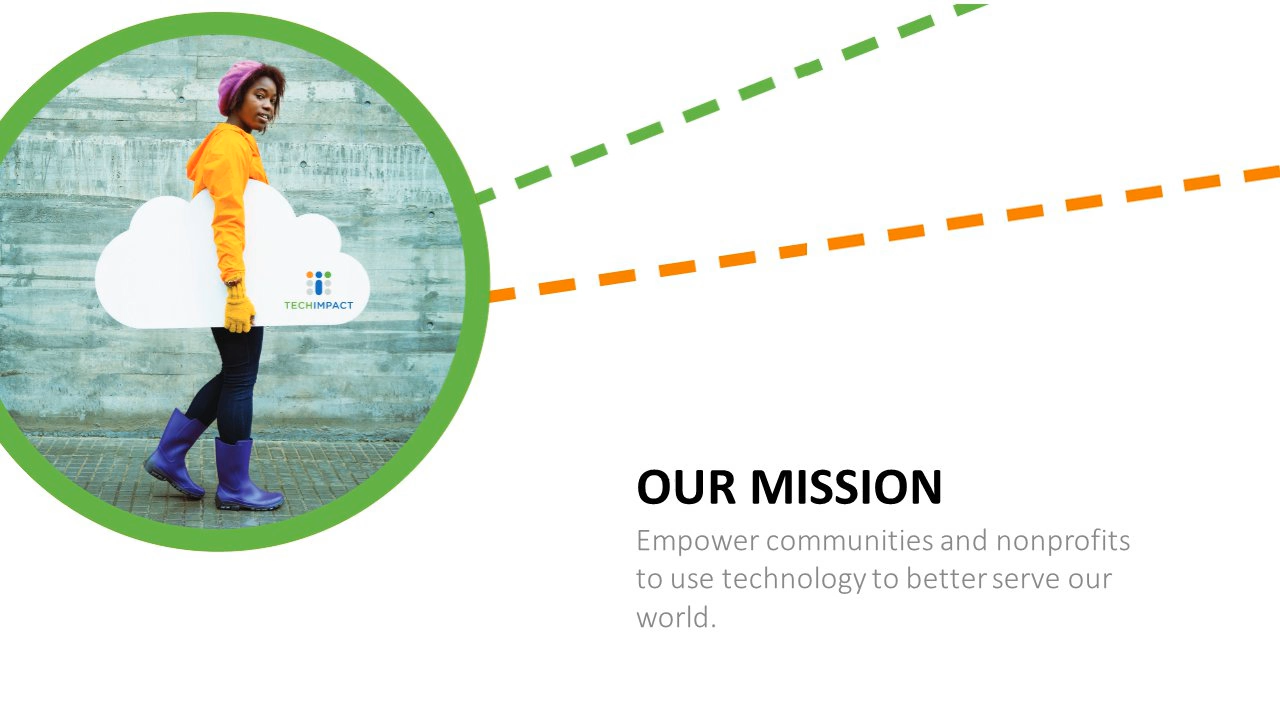 TECHIMPACT
OUR MISSION
Empower communities and nonprofits
to use technology to better serve our
world.